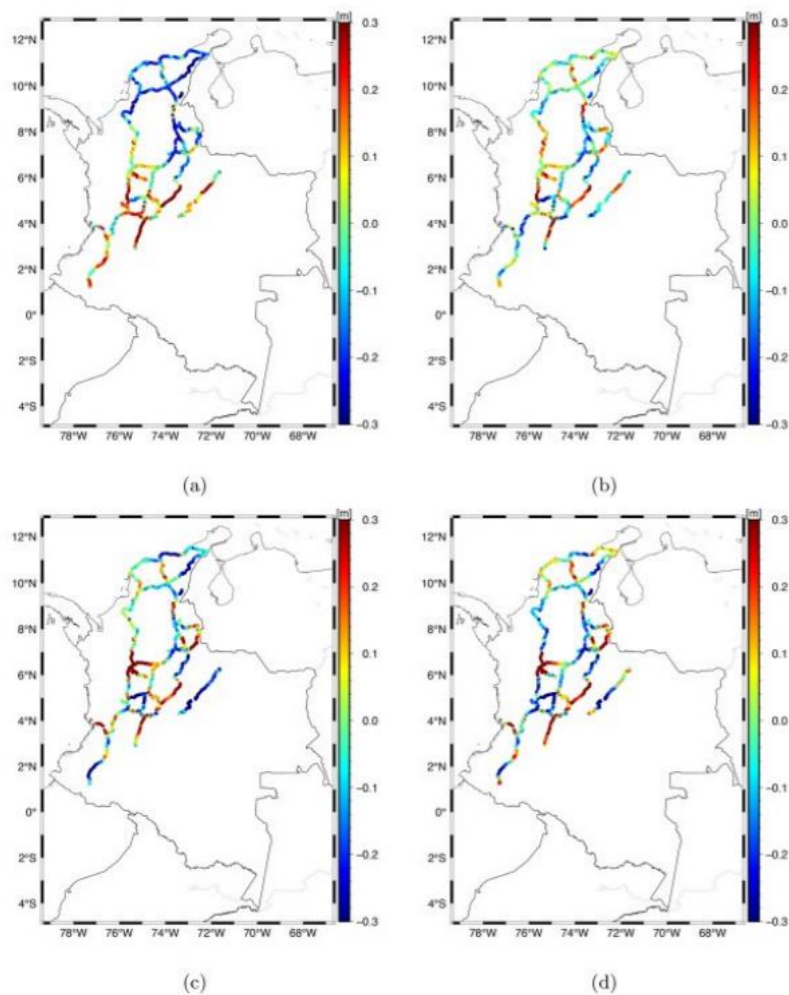 [m] [m]
12°N 0.3 12°N 0.3
10°N 0.2 10°N 0.2
8°N 8°N
6°N 0.1 6°N 0.1
4°N 0.0 4°N 0.0
2°N 2°N
0° −0.1 0° −0.1
2°S −0.2 2°S −0.2
4°S −0.3 4°S −0.3
78°W 76°W 74°W 72°W 70°W 68°W 78°W 76°W 74°W 72°W 70°W 68°W
(a) (b)
[m] [m]
12°N 0.3 12°N 0.3
10°N 0.2 10°N 0.2
8°N 8°N
6°N 0.1 6°N 0.1
4°N 0.0 4°N 0.0
2°N 2°N
0° −0.1 0° −0.1
2°S −0.2 2°S −0.2
4°S −0.3 4°S −0.3
78°W 76°W 74°W 72°W 70°W 68°W 78°W 76°W 74°W 72°W 70°W 68°W
(c) (d)